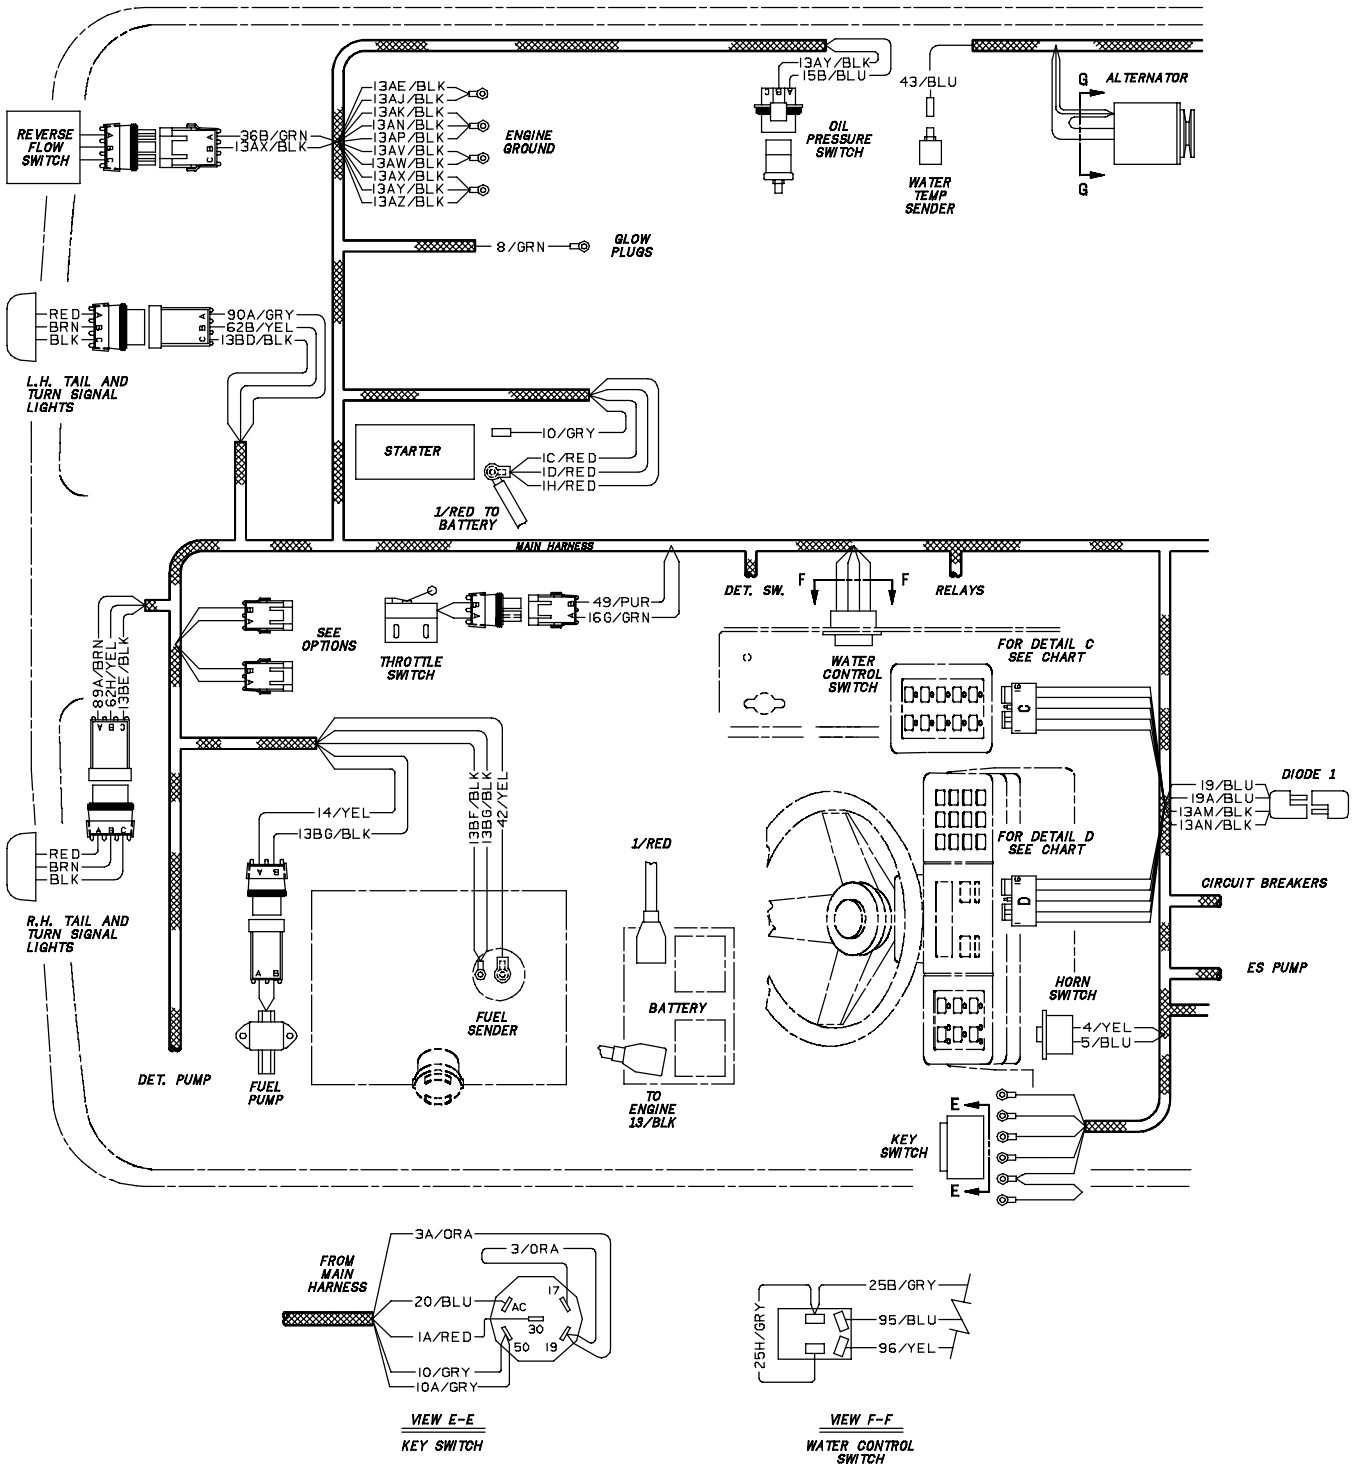 13AY/BLK
15B/BLU
43/BLU
G
ALTERNATOR
C B A
13AE/BLK
13AJ/BLK
13AK/BLK
13AN/BLK
13AP/BLK
13AV/BLK
13AW/BLK
13AX/BLK
13AY/BLK
13AZ/BLK
ENGINE
GROUND
OIL
PRESSURE
SWITCH
WATER
TEMP
SENDER
G
REVERSE
FLOW
SWITCH
A
B
C
A
B
C
36B/GRN
13AX/BLK
8/GRN
GLOW
PLUGS
RED
BRN
BLK
A
B
C
A
B
C
90A/GRY
62B/YEL
13BD/BLK
L.H. TAIL AND
TURN SIGNAL
LIGHTS
STARTER
10/GRY
1C/RED
1D/RED
1H/RED
1/RED TO
BATTERY
MAIN HARNESS
DET. SW.
F
F
RELAYS
89A/BRN
62H/YEL
13BE/BLK
A B C
SEE
OPTIONS
THROTTLE
SWITCH
B
A
B
A
49/PUR
16G/GRN
WATER
CONTROL
SWITCH
FOR DETAIL C
SEE CHART
C
DIODE 1
19/BLU
19A/BLU
13AM/BLK
13AN/BLK
14/YEL
13BG/BLK
13BF/BLK
13BG/BLK
42/YEL
A B
1/RED
FOR DETAIL D
SEE CHART
D
CIRCUIT BREAKERS
A B C
RED
BRN
BLK
R.H. TAIL AND
TURN SIGNAL
LIGHTS
A B
FUEL
SENDER
BATTERY
ES PUMP
HORN
SWITCH
4/YEL
5/BLU
DET. PUMP
FUEL
PUMP
TO
ENGINE
13/BLK
KEY
SWITCH
E
E
FROM
MAIN
HARNESS
3A/ORA
3/ORA
20/BLU
1A/RED
10/GRY
10A/GRY
AC
17
30
50
19
VIEW E-E
KEY SWITCH
25H/GRY
25B/GRY
95/BLU
96/YEL
VIEW F-F
WATER CONTROL
SWITCH